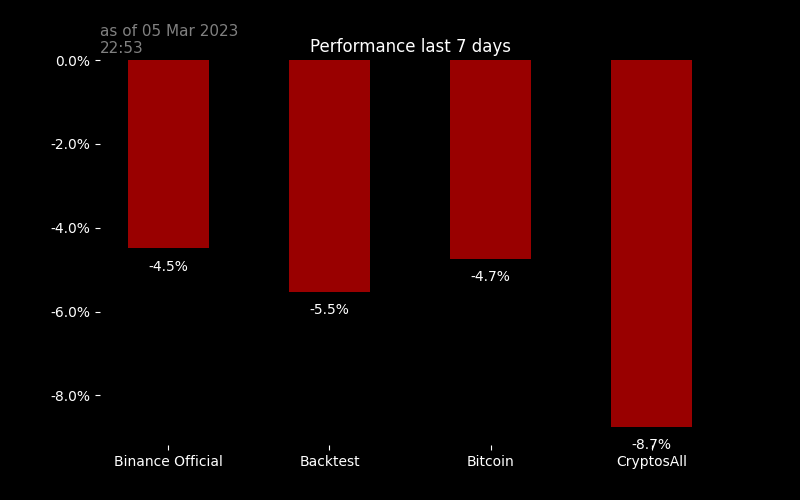 as of 05 Mar 2023
22:53
Performance last 7 days
0.0%
-2.0%
-4.0%
-6.0%
-8.0%
-4.5%
-5.5%
-4.7%
-8.7%
Binance Official
Backtest
Bitcoin
CryptosAll